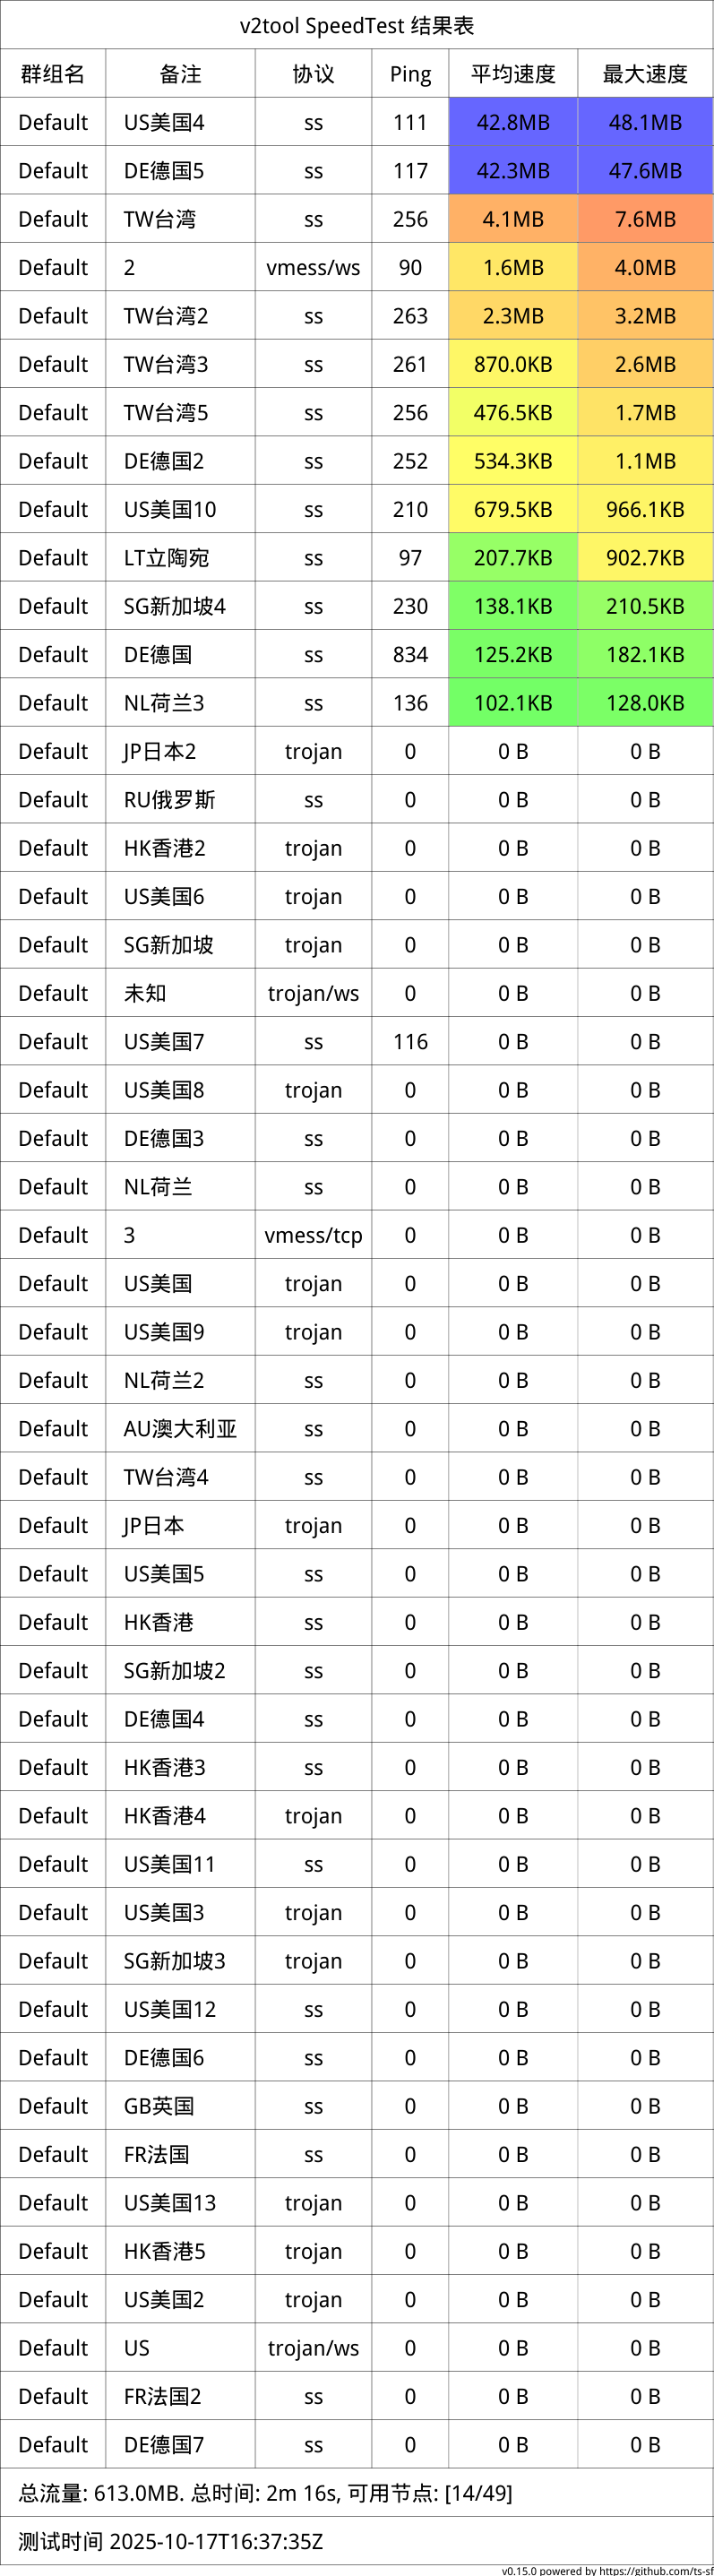 v2tool SpeedTest 结果表
群组名 备注 协议 Ping 平均速度 最大速度
Default US美国4 ss 111 42.8MB 48.1MB
Default DE德国5 ss 117 42.3MB 47.6MB
Default TW台湾 ss 256 4.1MB 7.6MB
Default 2 vmess/ws 90 1.6MB 4.0MB
Default TW台湾2 ss 263 2.3MB 3.2MB
Default TW台湾3 ss 261 870.0KB 2.6MB
Default TW台湾5 ss 256 476.5KB 1.7MB
Default DE德国2 ss 252 534.3KB 1.1MB
Default US美国10 ss 210 679.5KB 966.1KB
Default LT立陶宛 ss 97 207.7KB 902.7KB
Default SG新加坡4 ss 230 138.1KB 210.5KB
Default DE德国 ss 834 125.2KB 182.1KB
Default NL荷兰3 ss 136 102.1KB 128.0KB
Default JP日本2 trojan 0 0 B 0 B
Default RU俄罗斯 ss 0 0 B 0 B
Default HK香港2 trojan 0 0 B 0 B
Default US美国6 trojan 0 0 B 0 B
Default SG新加坡 trojan 0 0 B 0 B
Default 未知 trojan/ws 0 0 B 0 B
Default US美国7 ss 116 0 B 0 B
Default US美国8 trojan 0 0 B 0 B
Default DE德国3 ss 0 0 B 0 B
Default NL荷兰 ss 0 0 B 0 B
Default 3 vmess/tcp 0 0 B 0 B
Default US美国 trojan 0 0 B 0 B
Default US美国9 trojan 0 0 B 0 B
Default NL荷兰2 ss 0 0 B 0 B
Default AU澳大利亚 ss 0 0 B 0 B
Default TW台湾4 ss 0 0 B 0 B
Default JP日本 trojan 0 0 B 0 B
Default US美国5 ss 0 0 B 0 B
Default HK香港 ss 0 0 B 0 B
Default SG新加坡2 ss 0 0 B 0 B
Default DE德国4 ss 0 0 B 0 B
Default HK香港3 ss 0 0 B 0 B
Default HK香港4 trojan 0 0 B 0 B
Default US美国11 ss 0 0 B 0 B
Default US美国3 trojan 0 0 B 0 B
Default SG新加坡3 trojan 0 0 B 0 B
Default US美国12 ss 0 0 B 0 B
Default DE德国6 ss 0 0 B 0 B
Default GB英国 ss 0 0 B 0 B
Default FR法国 ss 0 0 B 0 B
Default US美国13 trojan 0 0 B 0 B
Default HK香港5 trojan 0 0 B 0 B
Default US美国2 trojan 0 0 B 0 B
Default US trojan/ws 0 0 B 0 B
Default FR法国2 ss 0 0 B 0 B
Default DE德国7 ss 0 0 B 0 B
总流量: 613.0MB. 总时间: 2m 16s, 可用节点: [14/49]
测试时间 2025-10-17T16:37:35Z
v0.15.0 powered by https://github.com/ts-sf